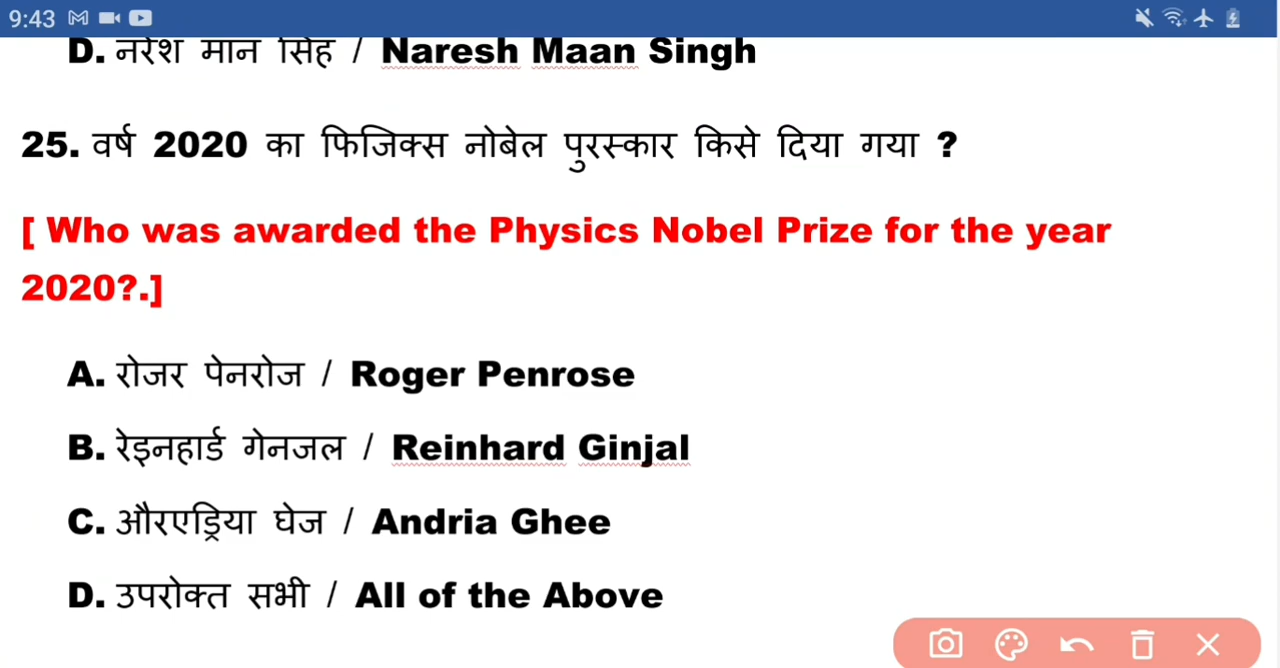 9:43
D. नरेश मान सिंह / Naresh Maan Singh
25. वर्ष 2020 का फिजिक्स नोबेल पुरस्कार किसे दिया गया ?
[ Who was awarded the Physics Nobel Prize for the year
2020?.]
A. रोजर पेनरोज / Roger Penrose
B. रेइनहार्ड गेनजल / Reinhard Ginjal
C. औरएड्रिया घेज / Andria Ghee
D. उपरोक्त सभी / All of the Above